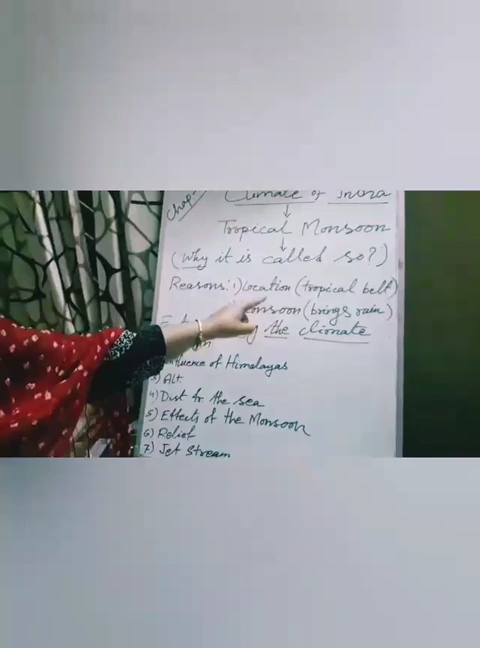 Chap-
Climate of India
↓
Tropical Monsoon
↓
(Why it is called so?)
Reasons: 1) Location (tropical belt)
onsoon (brings rain)
the climate
fluence of Himalayas
3) Alt.
4) Dist fr. the sea
5) Effects of the Monsoon
6) Relief
7) Jet Stream